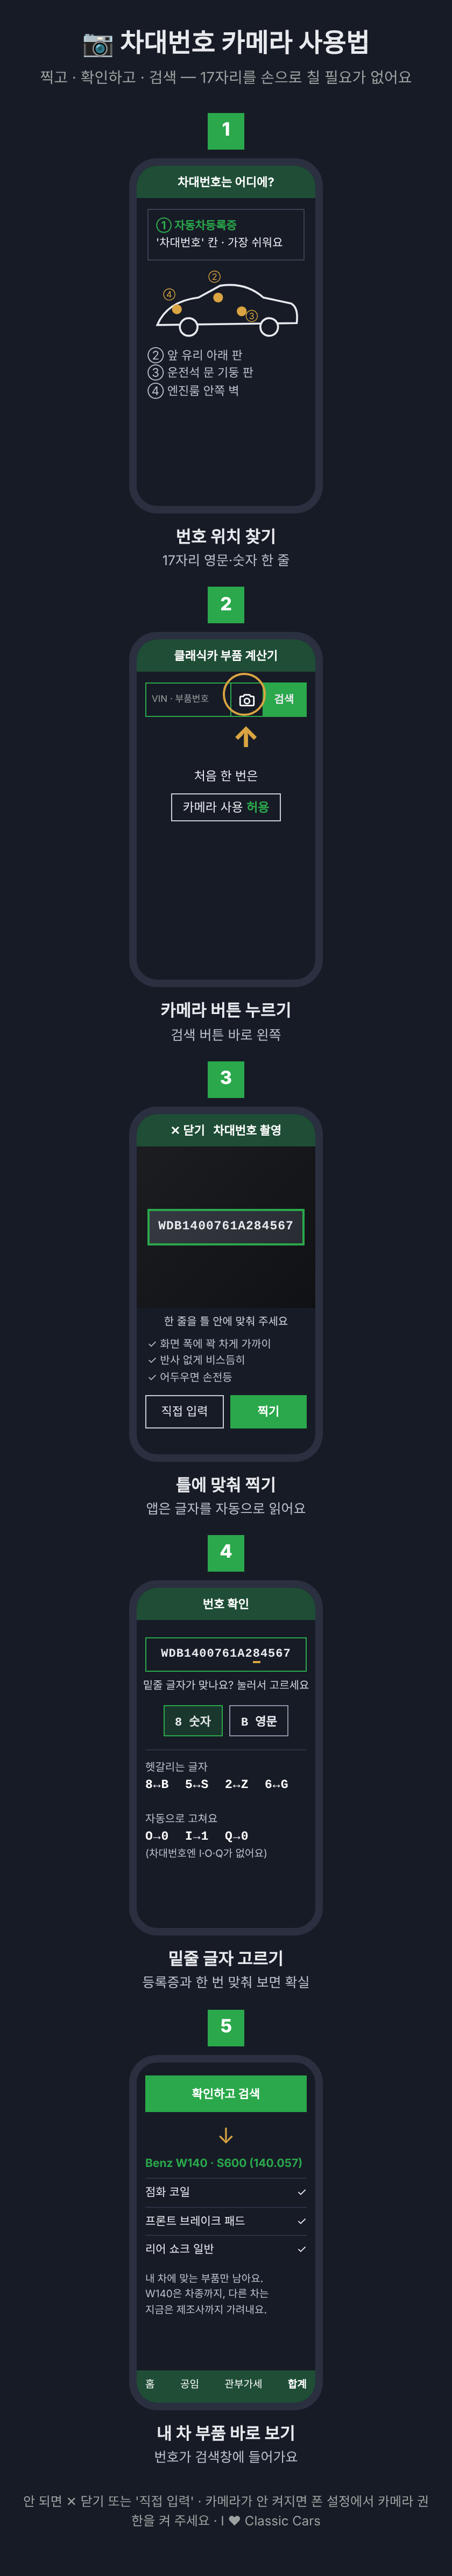 📷 차대번호 카메라 사용법
찍고 · 확인하고 · 검색 — 17자리를 손으로 칠 필요가 없어요
1
차대번호는 어디에?
① 자동차등록증
'차대번호' 칸 · 가장 쉬워요
②
④
③
② 앞 유리 아래 판
③ 운전석 문 기둥 판
④ 엔진룸 안쪽 벽
번호 위치 찾기
17자리 영문·숫자 한 줄
2
클래식카 부품 계산기
VIN · 부품번호 검색
↑
처음 한 번은
카메라 사용 허용
카메라 버튼 누르기
검색 버튼 바로 왼쪽
3
✕ 닫기 차대번호 촬영
WDB1400761A284567
한 줄을 틀 안에 맞춰 주세요
✓ 화면 폭에 꽉 차게 가까이
✓ 반사 없게 비스듬히
✓ 어두우면 손전등
직접 입력 찍기
틀에 맞춰 찍기
앱은 글자를 자동으로 읽어요
4
번호 확인
WDB1400761A284567
밑줄 글자가 맞나요? 눌러서 고르세요
8 숫자 B 영문
헷갈리는 글자
8↔B 5↔S 2↔Z 6↔G
자동으로 고쳐요
O→0 I→1 Q→0
(차대번호엔 I·O·Q가 없어요)
밑줄 글자 고르기
등록증과 한 번 맞춰 보면 확실
5
확인하고 검색
↓
Benz W140 · S600 (140.057)
점화 코일 ✓
프론트 브레이크 패드 ✓
리어 쇼크 일반 ✓
내 차에 맞는 부품만 남아요.
W140은 차종까지, 다른 차는
지금은 제조사까지 가려내요.
홈 공임 관부가세 합계
내 차 부품 바로 보기
번호가 검색창에 들어가요
안 되면 ✕ 닫기 또는 '직접 입력' · 카메라가 안 켜지면 폰 설정에서 카메라 권
한을 켜 주세요 · I ♥ Classic Cars